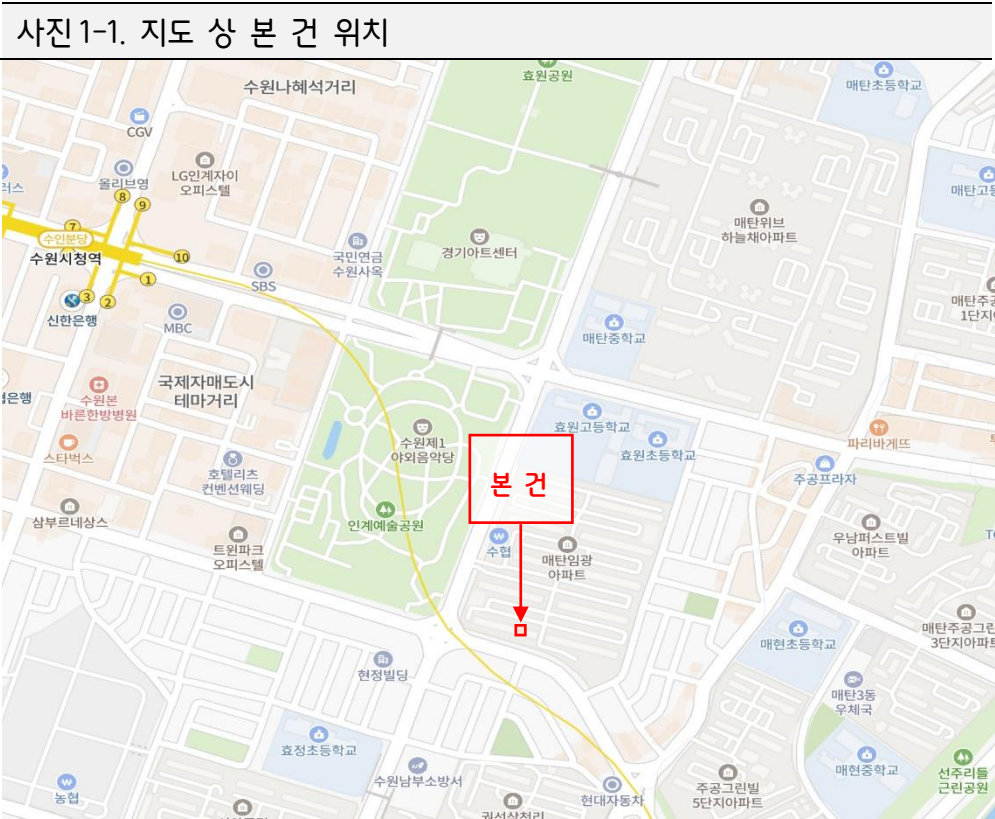 사진 1-1. 지도 상 본 건 위치
수원나혜석거리
효원공원
매탄초등학교
CGV
LG인계자이
오피스텔
올리브영
8
9
7
수인분당
수원시청역
10
1
3
2
신한은행
국민연금
수원사옥
SBS
MBC
경기아트센터
매탄위브
하늘채아파트
매탄중학교
국제자매도시
테마거리
수원본
바른한방병원
스타벅스
호텔리츠
컨벤션웨딩
삼부르네상스
트윈파크
오피스텔
수원제1
야외음악당
인계예술공원
효원고등학교
효원초등학교
본 건
수협
매탄임광
아파트
파리바게뜨
주공프라자
우남퍼스트빌
아파트
매현초등학교
매탄주공그린
3단지아파트
매탄3동
우체국
현정빌딩
효정초등학교
수원남부소방서
농협
현대자동차
주공그린빌
5단지아파트
매현중학교
선주리들
근린공원